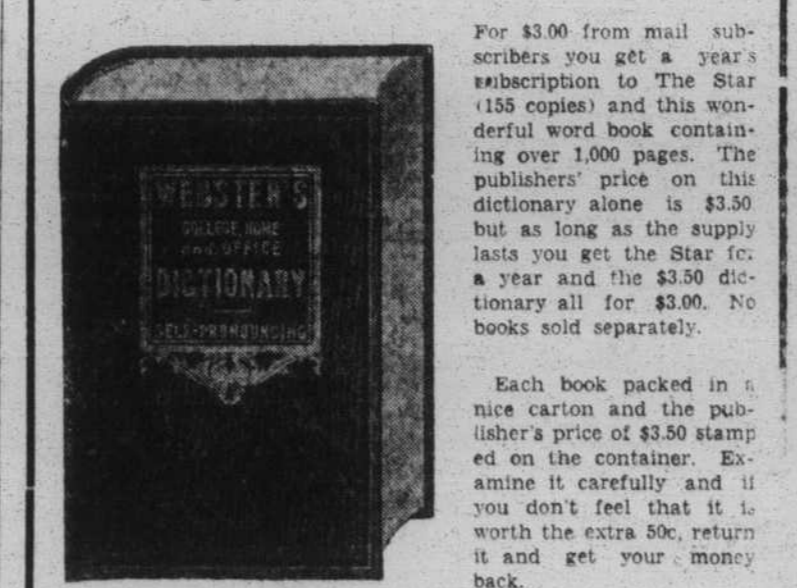 WEBSTER'S
COLLEGE, HOME
and OFFICE
DICTIONARY
SELF-PRONOUNCING
For $3.00 from mail sub-
scribers you get a year's
subscription to The Star
(155 copies) and this won-
derful word book contain-
ing over 1,000 pages. The
publishers' price on this
dictionary alone is $3.50
but as long as the supply
lasts you get the Star for
a year and the $3.50 dic-
tionary all for $3.00. No
books sold separately.
Each book packed in a
nice carton and the pub-
lisher's price of $3.50 stamp
ed on the container. Ex-
amine it carefully and if
you don't feel that it is
worth the extra 50c, return
it and get your money
back.